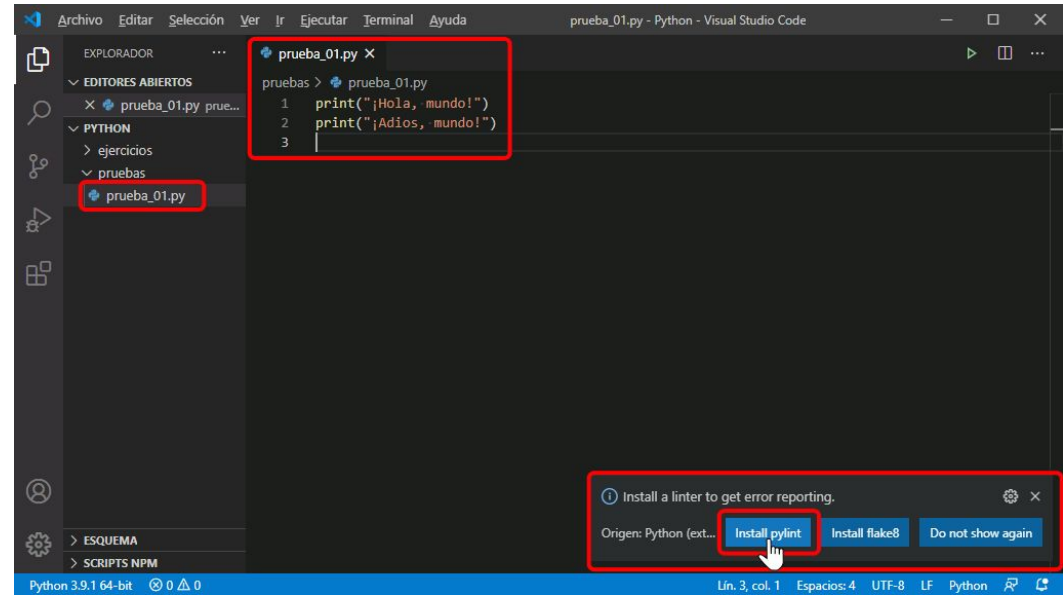 Archivo Editar Selección Ver Ir Ejecutar Terminal Ayuda prueba_01.py - Python - Visual Studio Code
EXPLORADOR ...
EDITORES ABIERTOS
prueba_01.py prue...
PYTHON
ejercicios
pruebas
prueba_01.py
ESQUEMA
SCRIPTS NPM
prueba_01.py
pruebas > prueba_01.py
1 print("¡Hola, mundo!")
2 print("¡Adios, mundo!")
3
Install a linter to get error reporting.
Origen: Python (ext... Install pylint Install flake8 Do not show again
Python 3.9.1 64-bit 0 0 Lín. 3, col. 1 Espacios: 4 UTF-8 LF Python